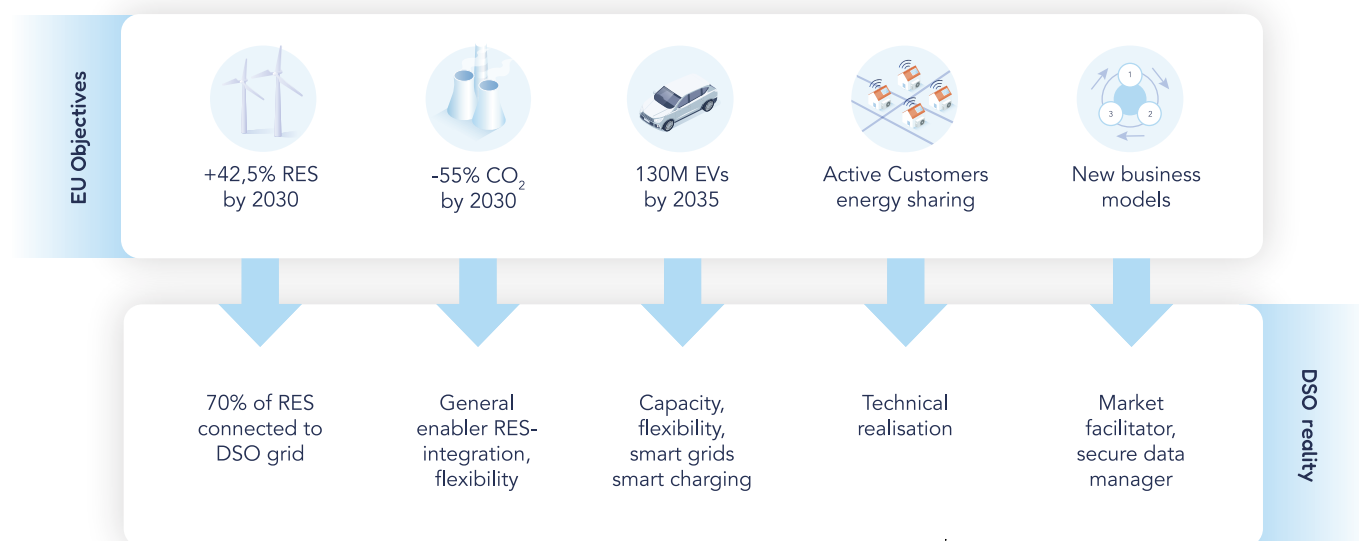 EU Objectives
+42,5% RES
by 2030
-55% CO₂
by 2030
130M EVs
by 2035
Active Customers
energy sharing
1
2
3
New business
models
70% of RES
connected to
DSO grid
General
enabler RES-
integration,
flexibility
Capacity,
flexibility,
smart grids
smart charging
Technical
realisation
Market
facilitator,
secure data
manager
DSO reality